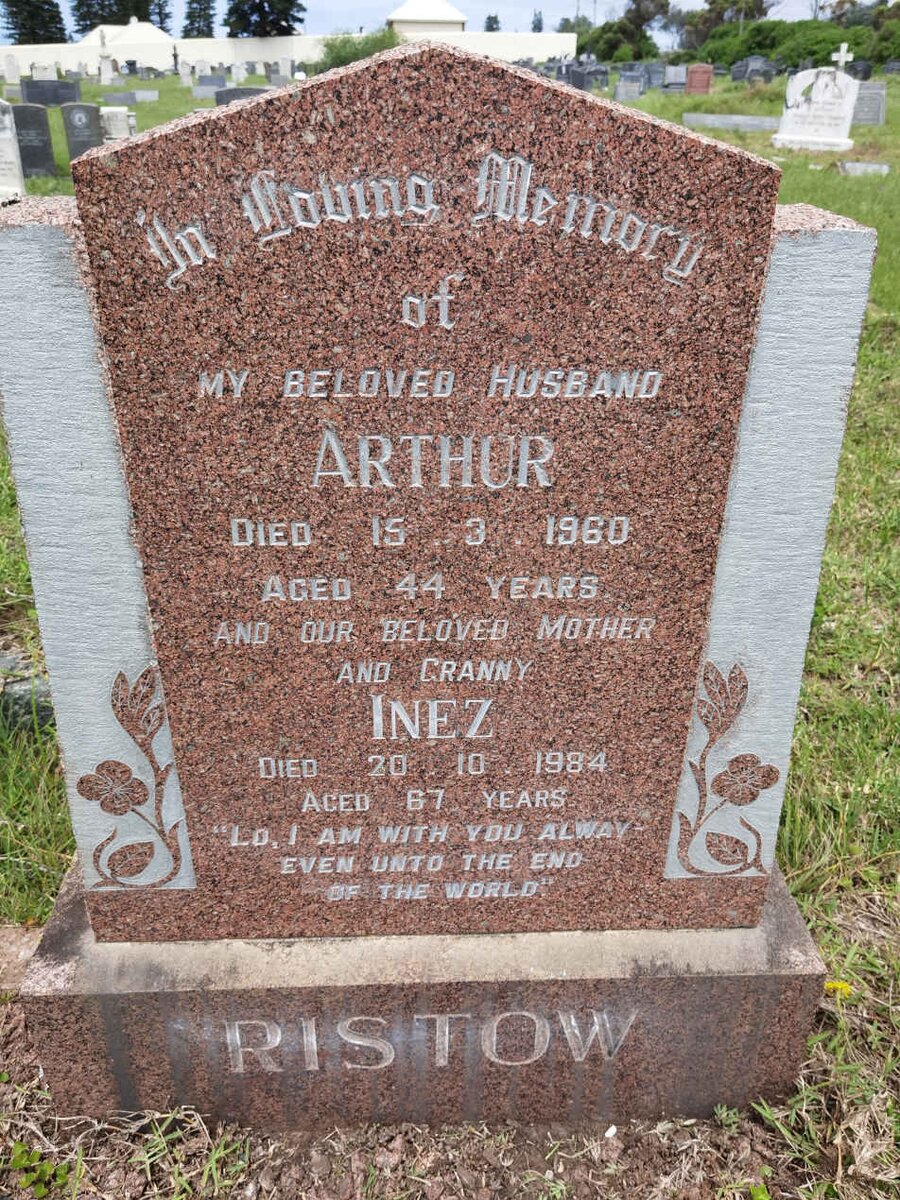 In Loving Memory
of
MY BELOVED HUSBAND
ARTHUR
DIED 15 . 3 . 1960
AGED 44 YEARS.
AND OUR BELOVED MOTHER
AND GRANNY
INEZ
DIED 20 . 10 . 1984
AGED 67 YEARS
"LO, I AM WITH YOU ALWAY-
EVEN UNTO THE END
OF THE WORLD"
RISTOW